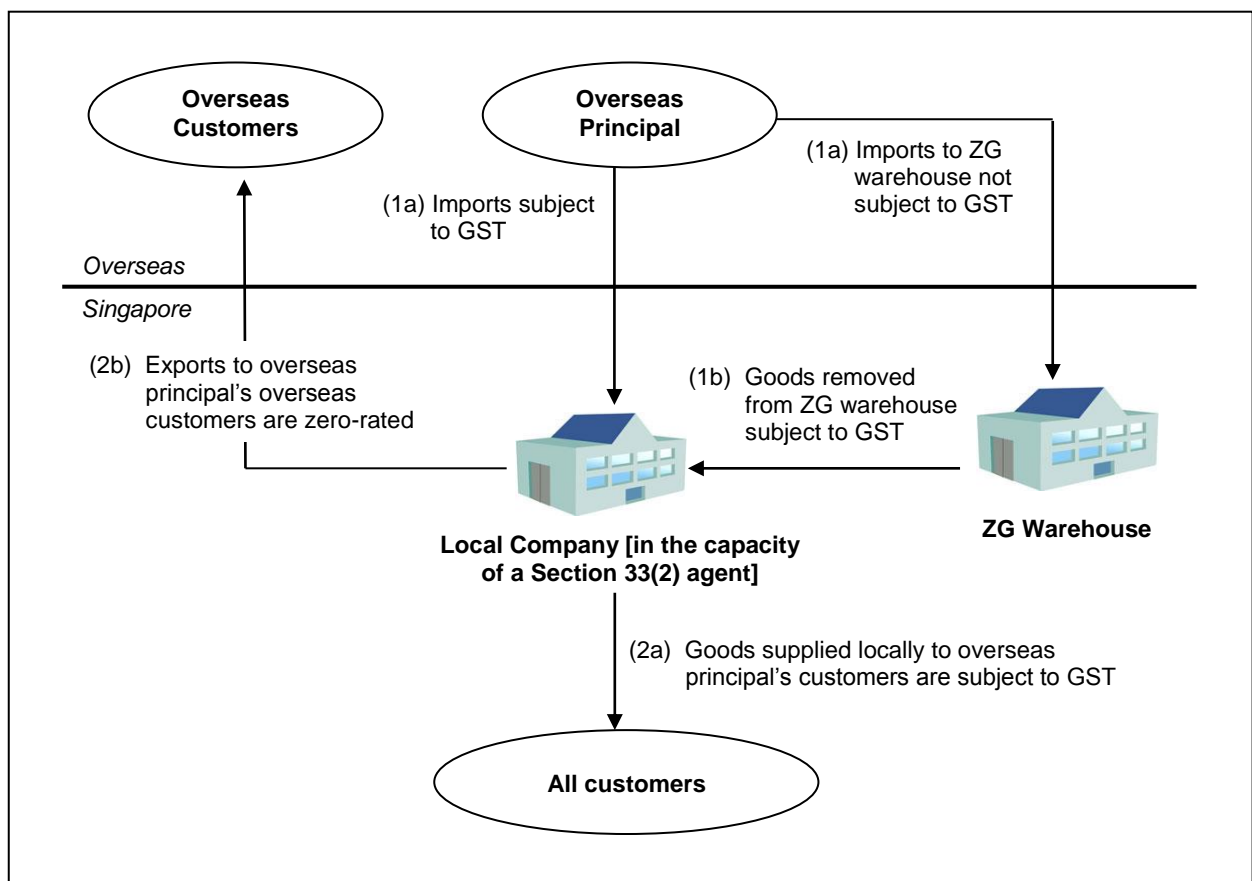 Overseas
Customers
Overseas
Principal
(1a) Imports to ZG
warehouse not
subject to GST
(1a) Imports subject
to GST
Overseas
Singapore
(2b) Exports to overseas
principal's overseas
customers are zero-rated
(1b) Goods removed
from ZG warehouse
subject to GST
ZG Warehouse
Local Company [in the capacity
of a Section 33(2) agent]
(2a) Goods supplied locally to overseas
principal's customers are subject to GST
All customers